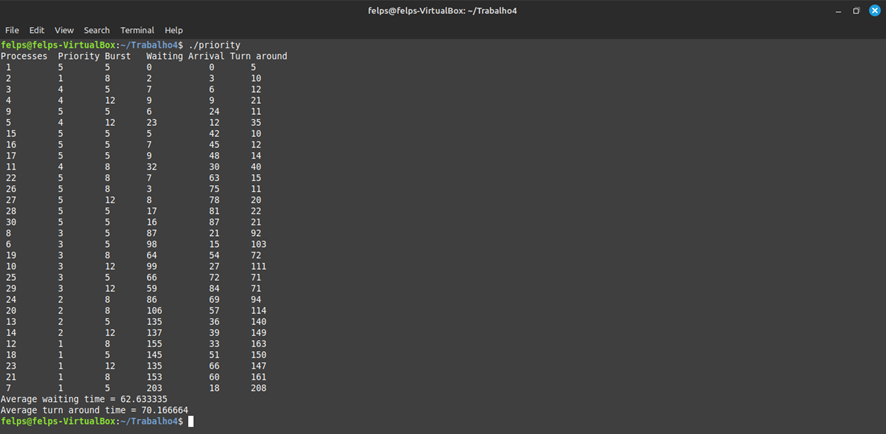 felps@felps-VirtualBox: ~/Trabalho4
File Edit View Search Terminal Help
felps@felps-VirtualBox:~/Trabalho4$ ./priority
Processes Priority Burst Waiting Arrival Turn around
1 5 5 0 0 5
2 1 8 2 3 10
3 4 5 7 6 12
4 4 12 9 9 21
9 5 5 6 24 11
5 4 12 23 12 35
15 5 5 5 42 10
16 5 5 7 45 12
17 5 5 9 48 14
11 4 8 32 30 40
22 5 8 7 63 15
26 5 8 3 75 11
27 5 12 8 78 20
28 5 5 17 81 22
30 5 5 16 87 21
8 3 5 87 21 92
6 3 5 98 15 103
19 3 8 64 54 72
10 3 12 99 27 111
25 3 5 66 72 71
29 3 12 59 84 71
24 2 8 86 69 94
20 2 8 106 57 114
13 2 5 135 36 140
14 2 12 137 39 149
12 1 8 155 33 163
18 1 5 145 51 150
23 1 12 135 66 147
21 1 8 153 60 161
7 1 5 203 18 208
Average waiting time = 62.633335
Average turn around time = 70.166664
felps@felps-VirtualBox:~/Trabalho4$